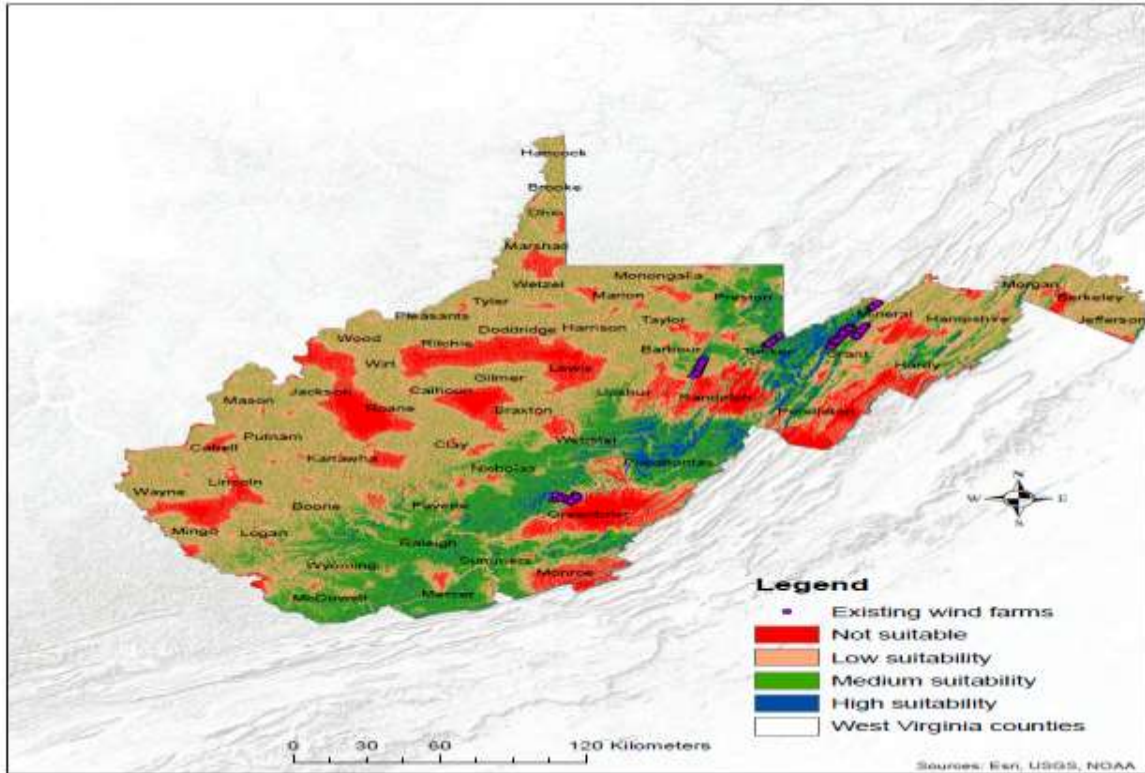 Hancock
Brooke
Ohio
Marshall
Wetzel
Monongalia
Morgan
Tyler
Marion
Preston
Berkeley
Pleasants
Mineral
Hampshire
Jefferson
Wood
Doddridge
Harrison
Taylor
Ritchie
Barbour
Tucker
Grant
Wirt
Lewis
Hardy
Gilmer
Jackson
Calhoun
Upshur
Randolph
Mason
Roane
Braxton
Pendleton
Putnam
Cabell
Clay
Webster
Kanawha
Nicholas
Pocahontas
Lincoln
Wayne
Boone
Fayette
Greenbrier
Mingo
Logan
Raleigh
Summers
Wyoming
Monroe
McDowell
Mercer
N
W E
S
Legend
Existing wind farms
Not suitable
Low suitability
Medium suitability
High suitability
West Virginia counties
0 30 60 120 Kilometers
Sources: Esri, USGS, NOAA